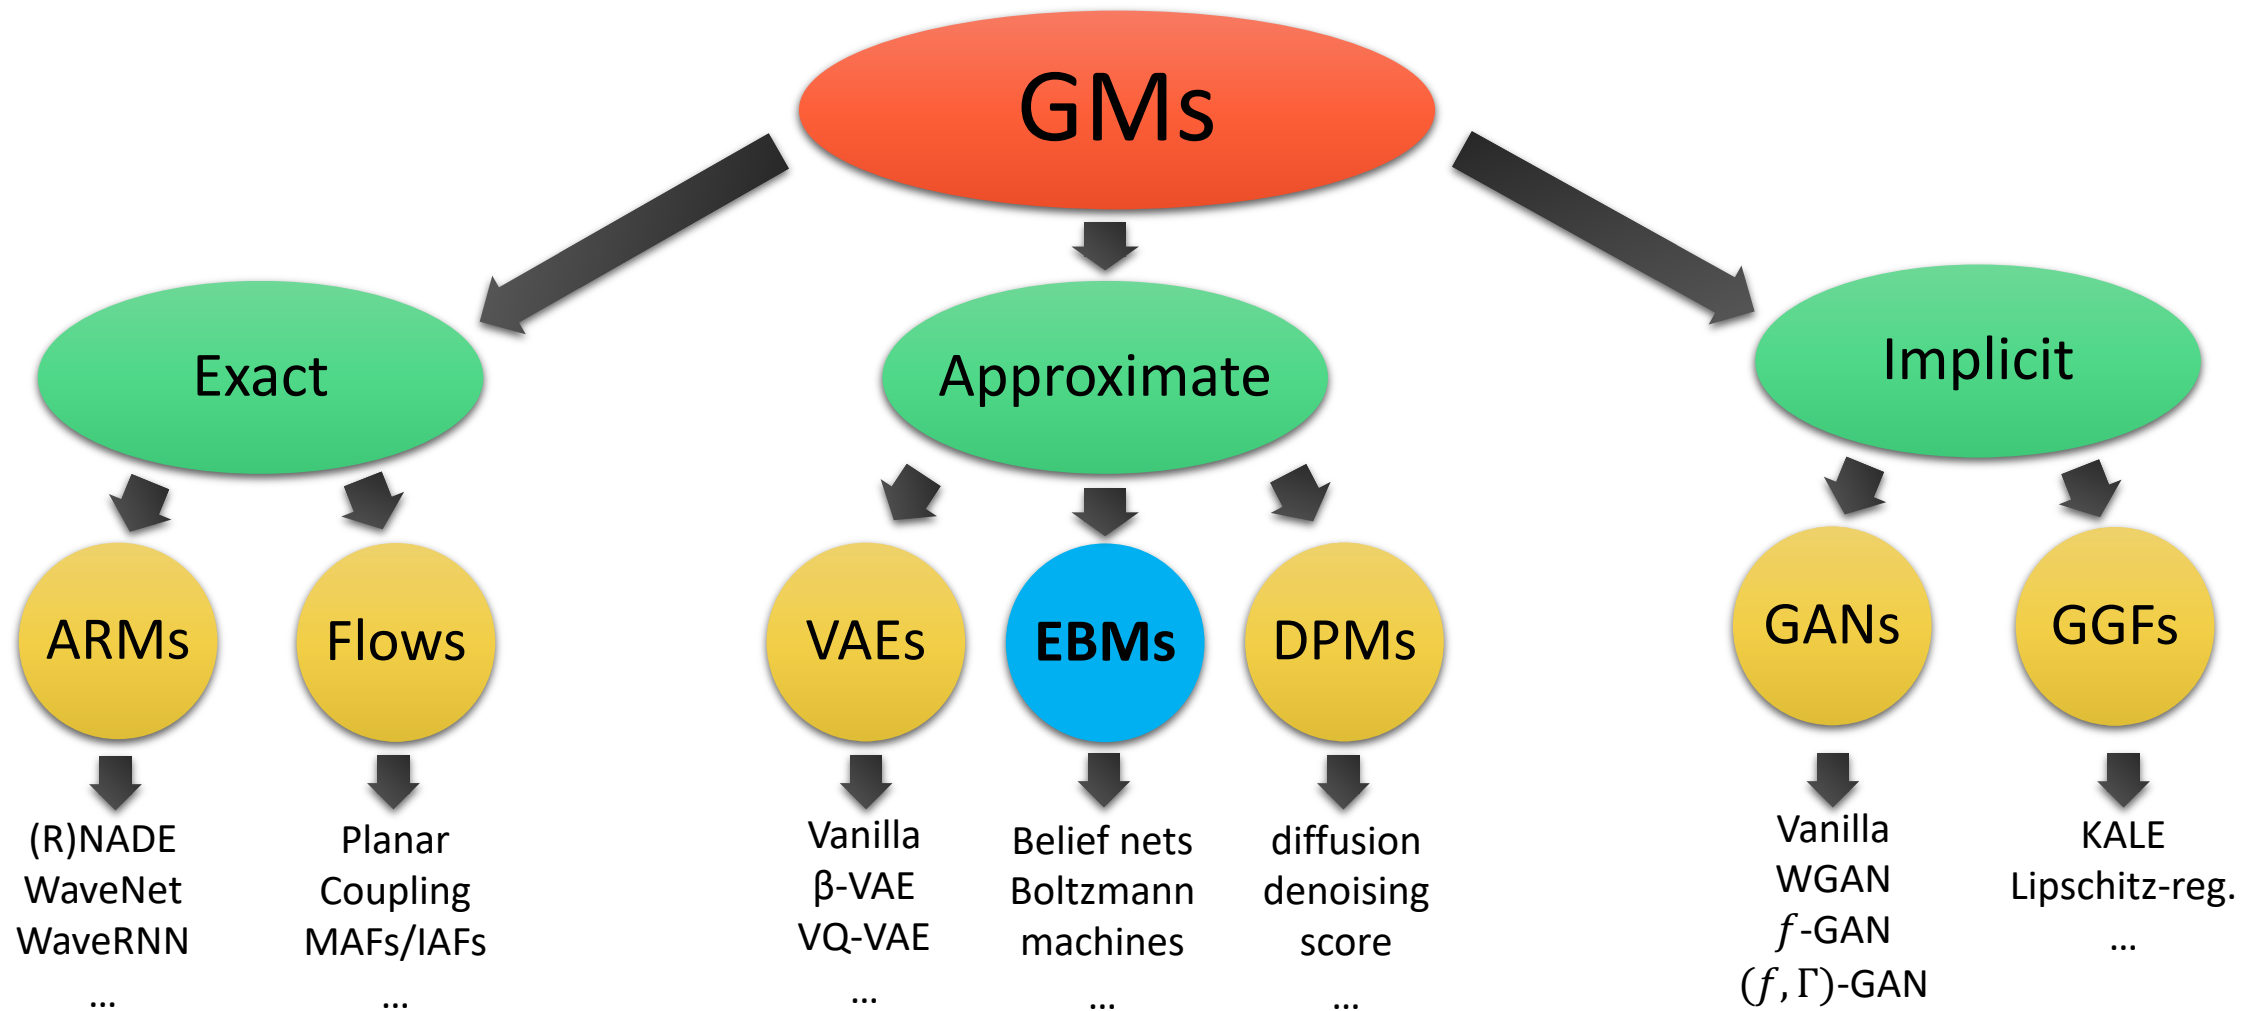 GMs
Exact
Approximate
Implicit
ARMs
Flows
VAEs
EBMs
DPMs
GANs
GGFs
(R)NADE
WaveNet
WaveRNN
...
Planar
Coupling
MAFs/IAFs
...
Vanilla
β-VAE
VQ-VAE
...
Belief nets
Boltzmann
machines
...
diffusion
denoising
score
...
Vanilla
WGAN
f-GAN
(f, Γ)-GAN
KALE
Lipschitz-reg.
...